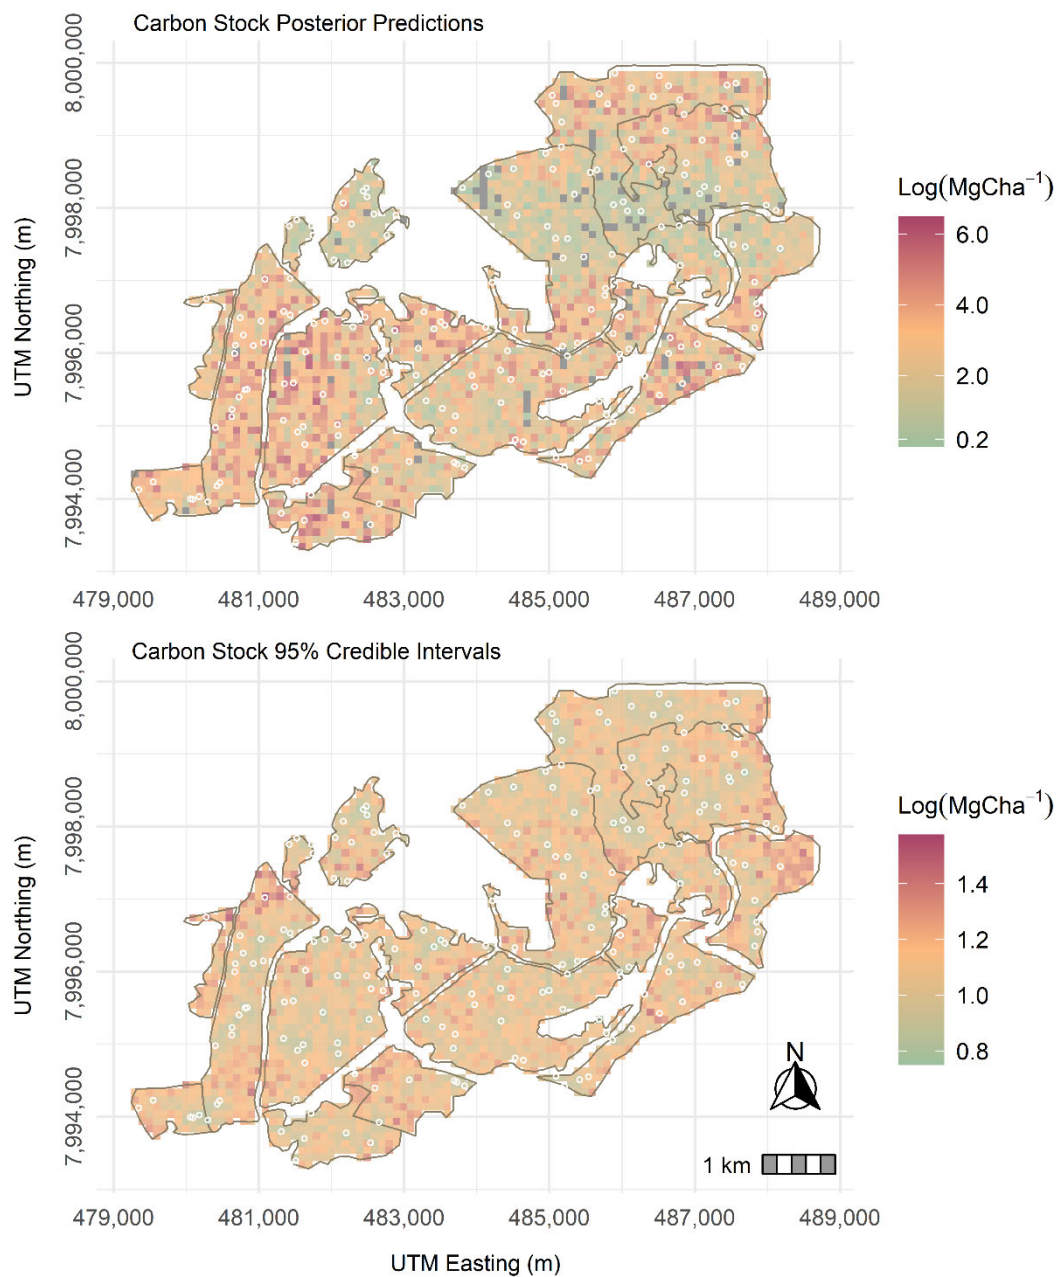 Carbon Stock Posterior Predictions
8,000,000
7,998,000
7,996,000
7,994,000
UTM Northing (m)
479,000 481,000 483,000 485,000 487,000 489,000
Log(MgCha⁻¹)
6.0
4.0
2.0
0.2
Carbon Stock 95% Credible Intervals
8,000,000
7,998,000
7,996,000
7,994,000
UTM Northing (m)
Log(MgCha⁻¹)
1.4
1.2
1.0
0.8
N
1 km
479,000 481,000 483,000 485,000 487,000 489,000
UTM Easting (m)